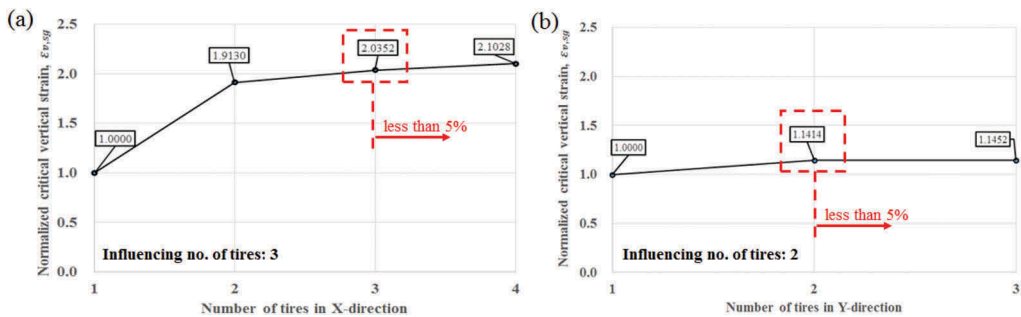 (a)
Normalized critical vertical strain, εv,sg
2.5
2.0
1.5
1.0
0.5
0.0
1.0000
1.9130
2.0352
2.1028
less than 5%
Influencing no. of tires: 3
1 2 3 4
Number of tires in X-direction
(b)
Normalized critical vertical strain, εv,sg
2.5
2.0
1.5
1.0
0.5
0.0
1.0000
1.1414
1.1452
less than 5%
Influencing no. of tires: 2
1 2 3
Number of tires in Y-direction